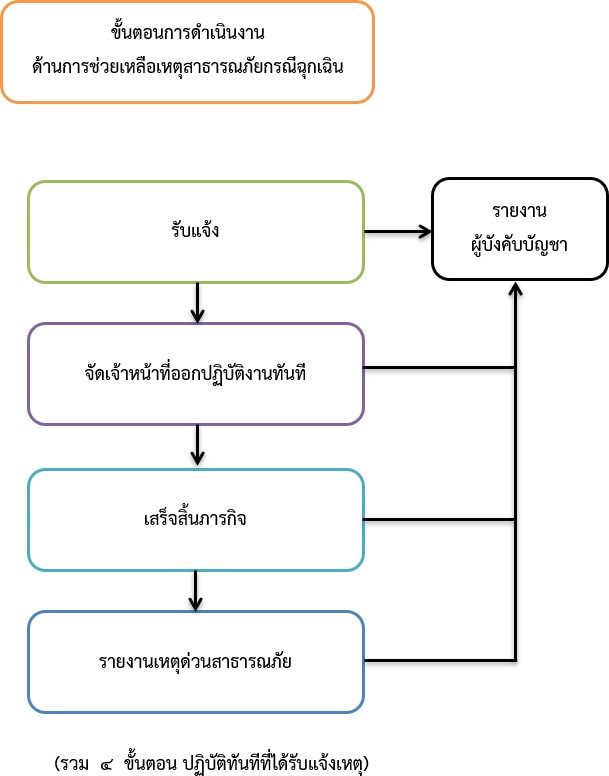 ขั้นตอนการดำเนินงาน
ด้านการช่วยเหลือเหตุสาธารณภัยกรณีฉุกเฉิน
รับแจ้ง
รายงาน
ผู้บังคับบัญชา
จัดเจ้าหน้าที่ออกปฏิบัติงานทันที
เสร็จสิ้นภารกิจ
รายงานเหตุด่วนสาธารณภัย
(รวม ๔ ขั้นตอน ปฏิบัติทันทีที่ได้รับแจ้งเหตุ)